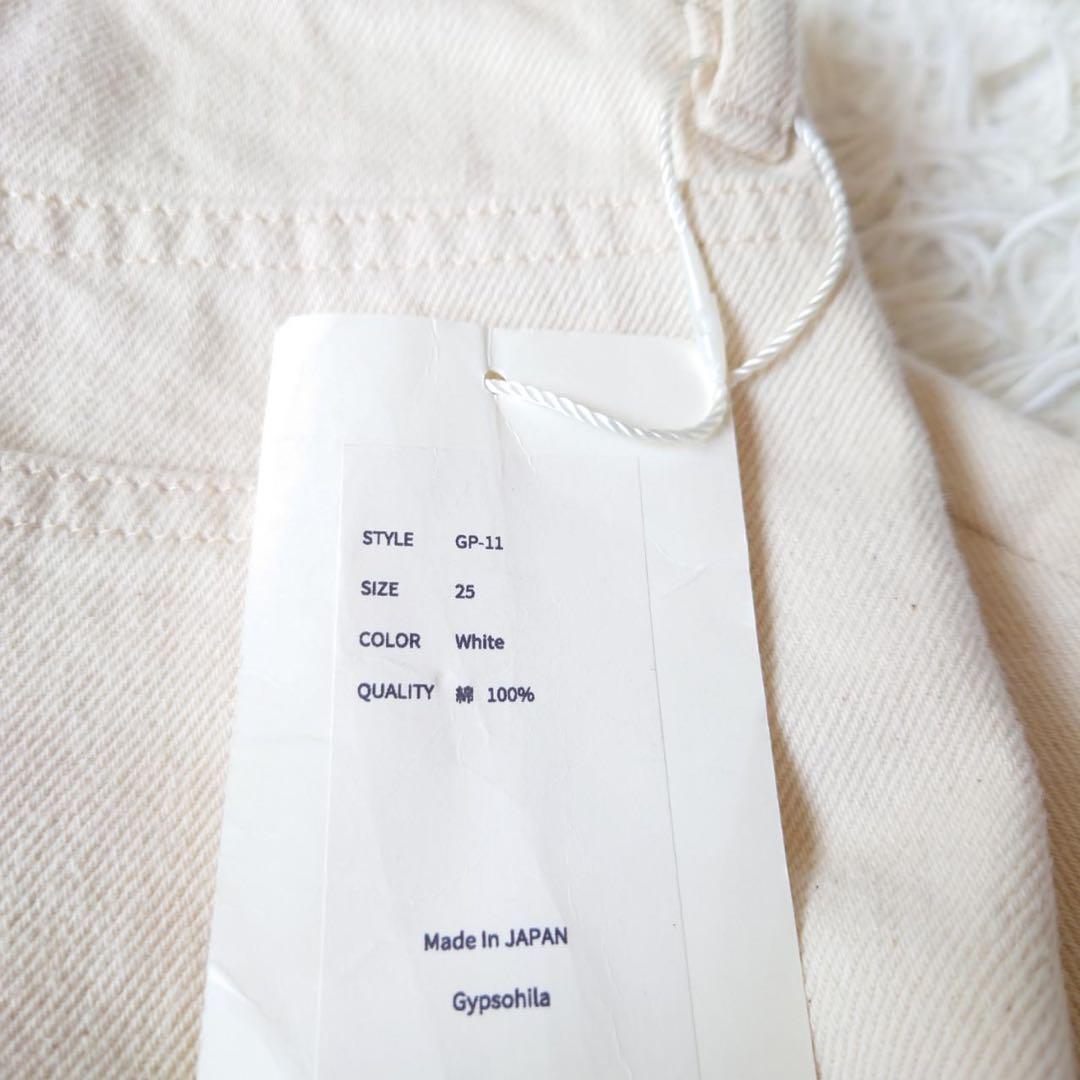 STYLE GP-11
SIZE 25
COLOR White
QUALITY 綿 100%
Made In JAPAN
Gypsohila